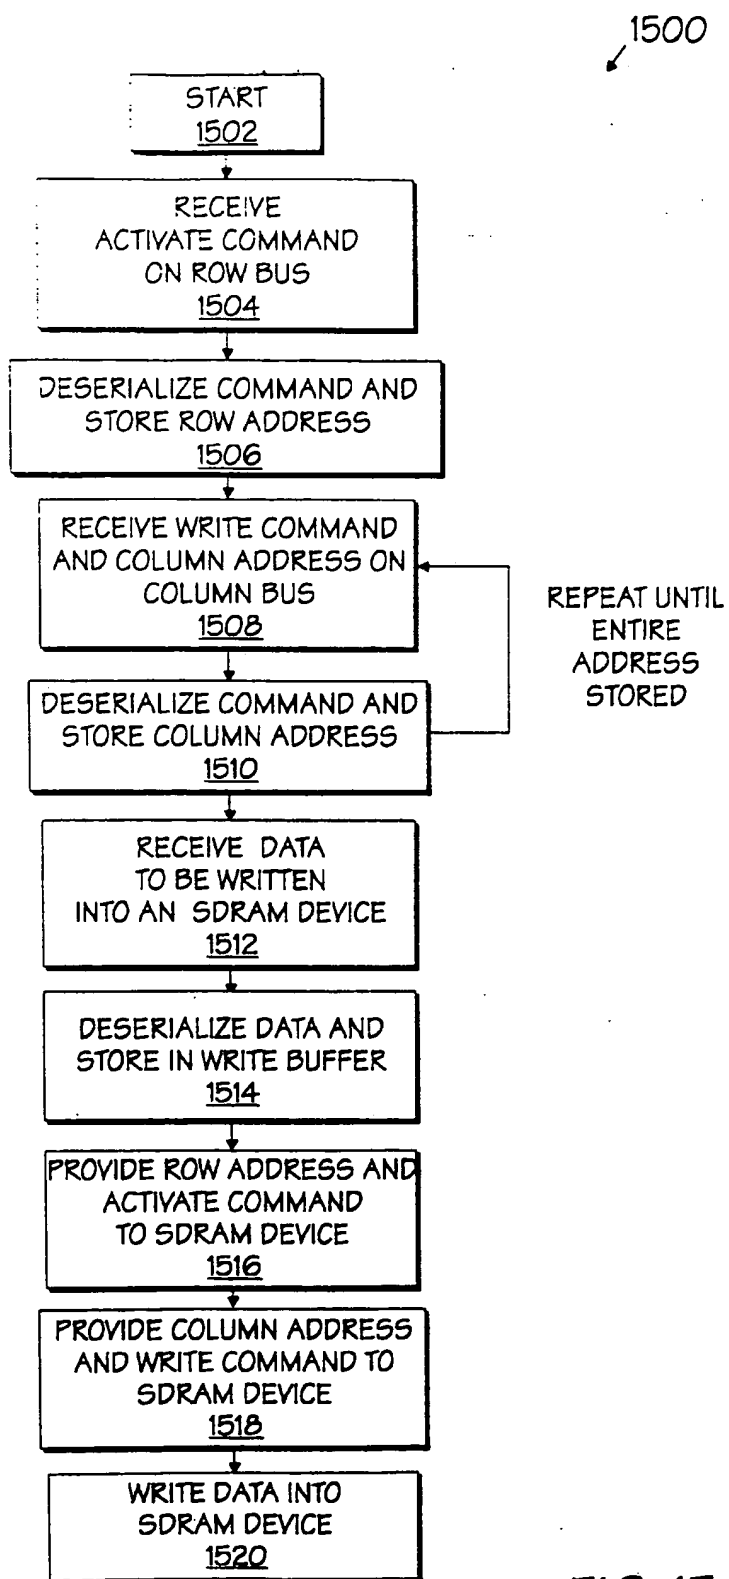 1500
START
1502
RECEIVE
ACTIVATE COMMAND
ON ROW BUS
1504
DESERIALIZE COMMAND AND
STORE ROW ADDRESS
1506
RECEIVE WRITE COMMAND
AND COLUMN ADDRESS ON
COLUMN BUS
1508
REPEAT UNTIL
ENTIRE
ADDRESS
STORED
DESERIALIZE COMMAND AND
STORE COLUMN ADDRESS
1510
RECEIVE DATA
TO BE WRITTEN
INTO AN SDRAM DEVICE
1512
DESERIALIZE DATA AND
STORE IN WRITE BUFFER
1514
PROVIDE ROW ADDRESS AND
ACTIVATE COMMAND
TO SDRAM DEVICE
1516
PROVIDE COLUMN ADDRESS
AND WRITE COMMAND TO
SDRAM DEVICE
1518
WRITE DATA INTO
SDRAM DEVICE
1520